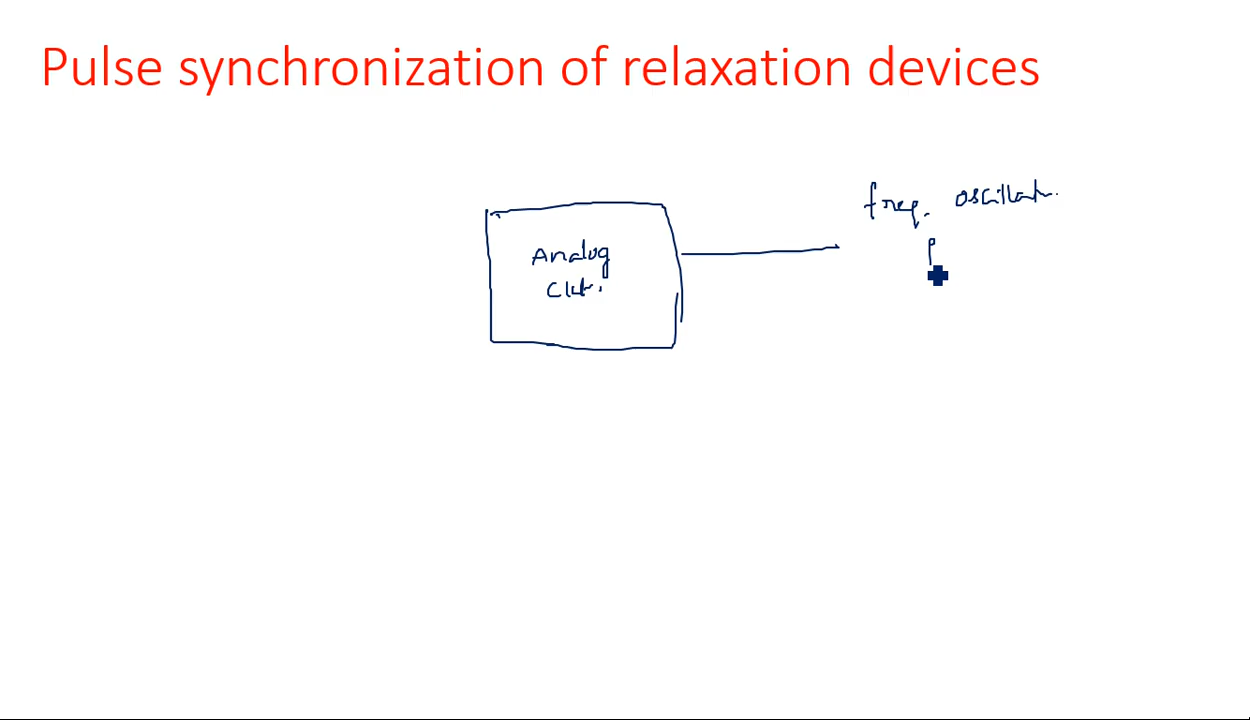 Pulse synchronization of relaxation devices
freq. oscillat.
Analog
Ckt.